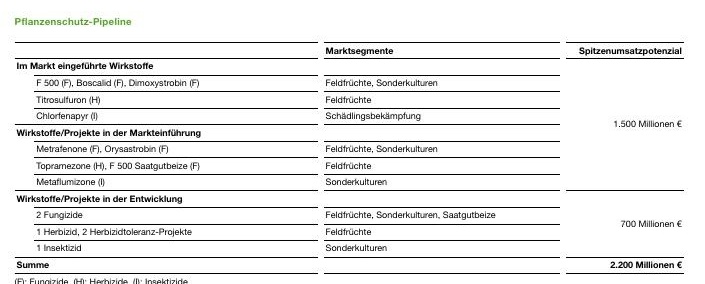 Pflanzenschutz-Pipeline
Marktsegmente Spitzenumsatzpotenzial
Im Markt eingeführte Wirkstoffe
F 500 (F), Boscalid (F), Dimoxystrobin (F) Feldfrüchte, Sonderkulturen
Titrosulfuron (H) Feldfrüchte
Chlorfenapyr (I) Schädlingsbekämpfung
1.500 Millionen €
Wirkstoffe/Projekte in der Markteinführung
Metrafenone (F), Orysastrobin (F) Feldfrüchte, Sonderkulturen
Topramezone (H), F 500 Saatgutbeize (F) Feldfrüchte
Metaflumizone (I) Sonderkulturen
Wirkstoffe/Projekte in der Entwicklung
2 Fungizide Feldfrüchte, Sonderkulturen, Saatgutbeize
700 Millionen €
1 Herbizid, 2 Herbizidtoleranz-Projekte Feldfrüchte
1 Insektizid Sonderkulturen
Summe 2.200 Millionen €
(F): Fungizide, (H): Herbizide, (I): Insektizide